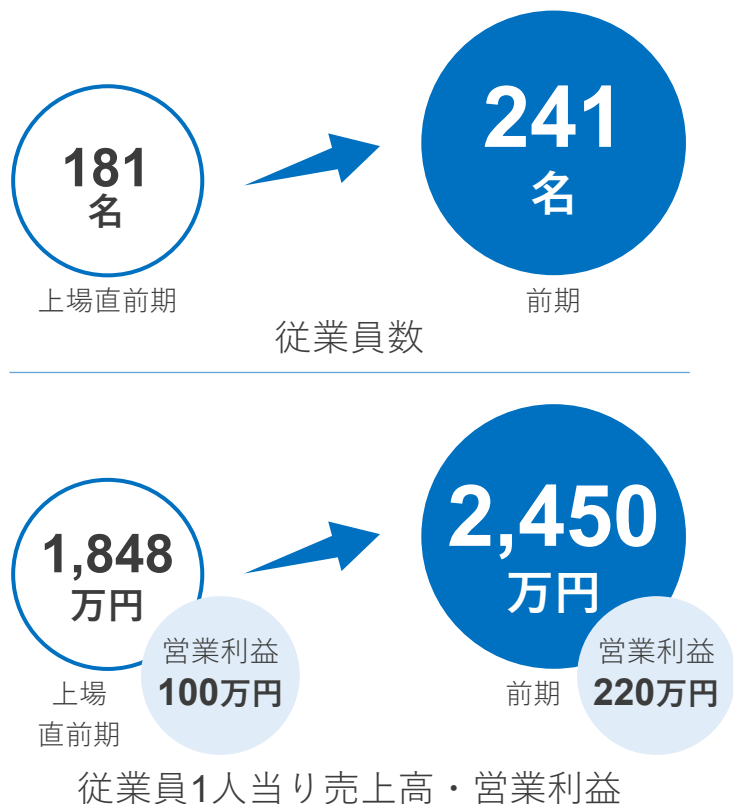 181
名
上場直前期
241
名
前期
従業員数
1,848
万円
営業利益
100万円
上場
直前期
2,450
万円
営業利益
220万円
前期
従業員1人当り売上高・営業利益